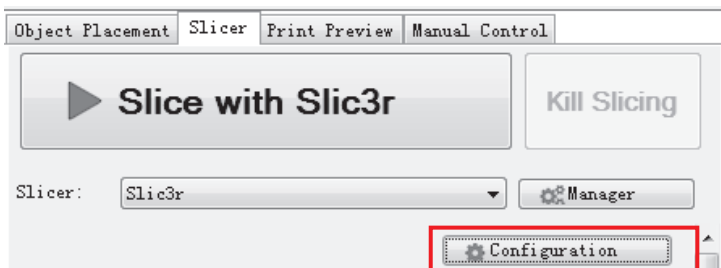 Object Placement Slicer Print Preview Manual Control
Slice with Slic3r Kill Slicing
Slicer: Slic3r Manager
Configuration